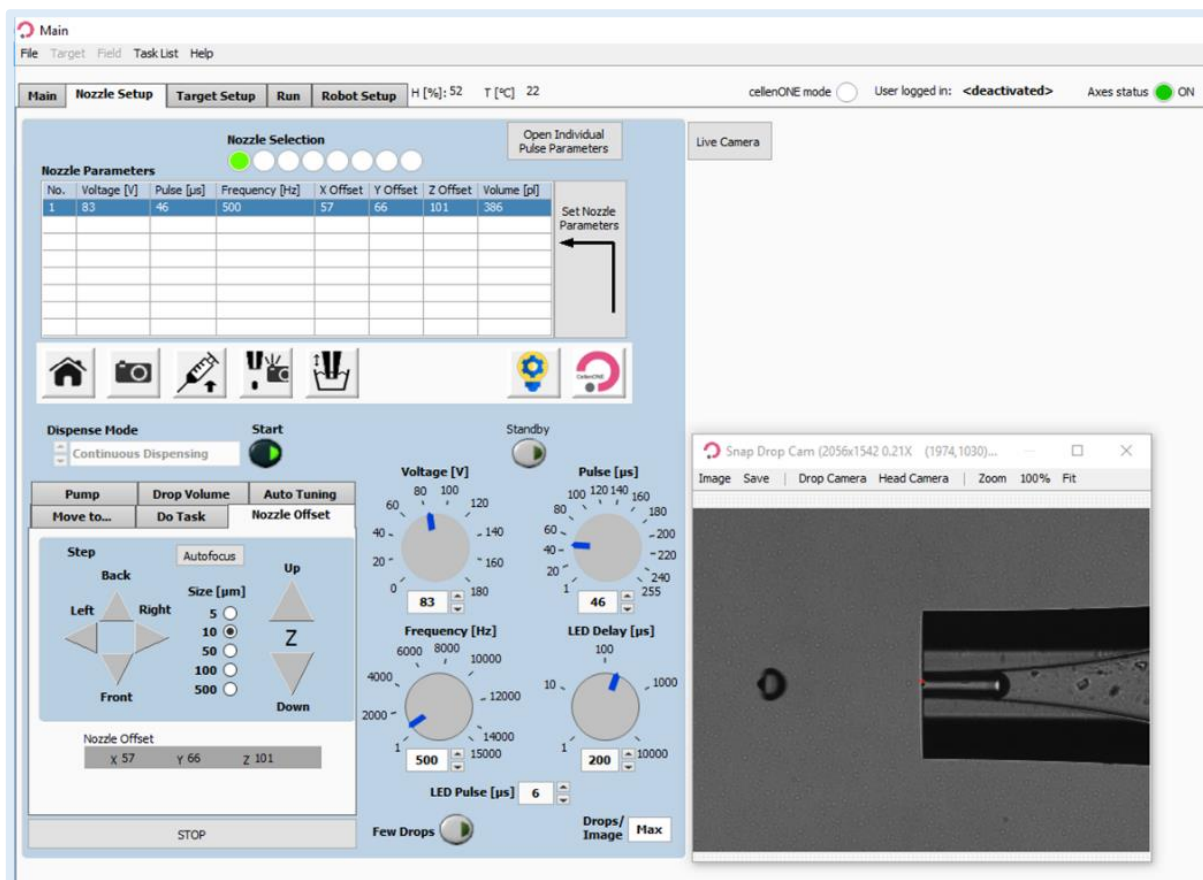 Main
File Target Field Task List Help
Main Nozzle Setup Target Setup Run Robot Setup H [%]: 52 T [°C] 22 cellenONE mode User logged in: <deactivated> Axes status ON
Nozzle Selection
Open Individual
Pulse Parameters
Live Camera
Nozzle Parameters
No. Voltage [V] Pulse [µs] Frequency [Hz] X Offset Y Offset Z Offset Volume [pl]
1 83 46 500 57 66 101 386
Set Nozzle
Parameters
CellenONE
Dispense Mode
Continuous Dispensing
Start
Standby
Pump Drop Volume Auto Tuning
Move to... Do Task Nozzle Offset
Step
Autofocus
Back
Left Right
Front
Size [µm]
5
10
50
100
500
Up
Z
Down
Nozzle Offset
X 57 Y 66 Z 101
STOP
Voltage [V]
0 20 40 60 80 100 120 140 160 180
83
Pulse [µs]
1 20 40 60 80 100 120 140 160 180 200 220 240 255
46
Frequency [Hz]
1 2000 4000 6000 8000 10000 12000 14000 15000
500
LED Delay [µs]
1 10 100 1000 10000
200
LED Pulse [µs] 6
Few Drops
Drops/
Image Max
Snap Drop Cam (2056x1542 0.21X (1974,1030)...
Image Save Drop Camera Head Camera Zoom 100% Fit